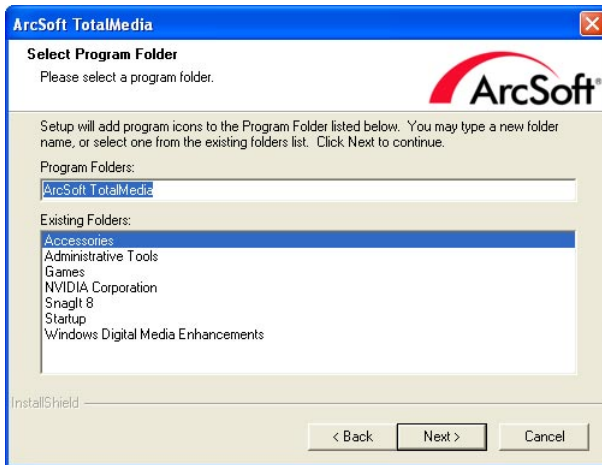 ArcSoft TotalMedia
Select Program Folder
Please select a program folder.
ArcSoft®
Setup will add program icons to the Program Folder listed below. You may type a new folder
name, or select one from the existing folders list. Click Next to continue.
Program Folders:
ArcSoft TotalMedia
Existing Folders:
Accessories
Administrative Tools
Games
NVIDIA Corporation
SnagIt 8
Startup
Windows Digital Media Enhancements
InstallShield
< Back
Next >
Cancel